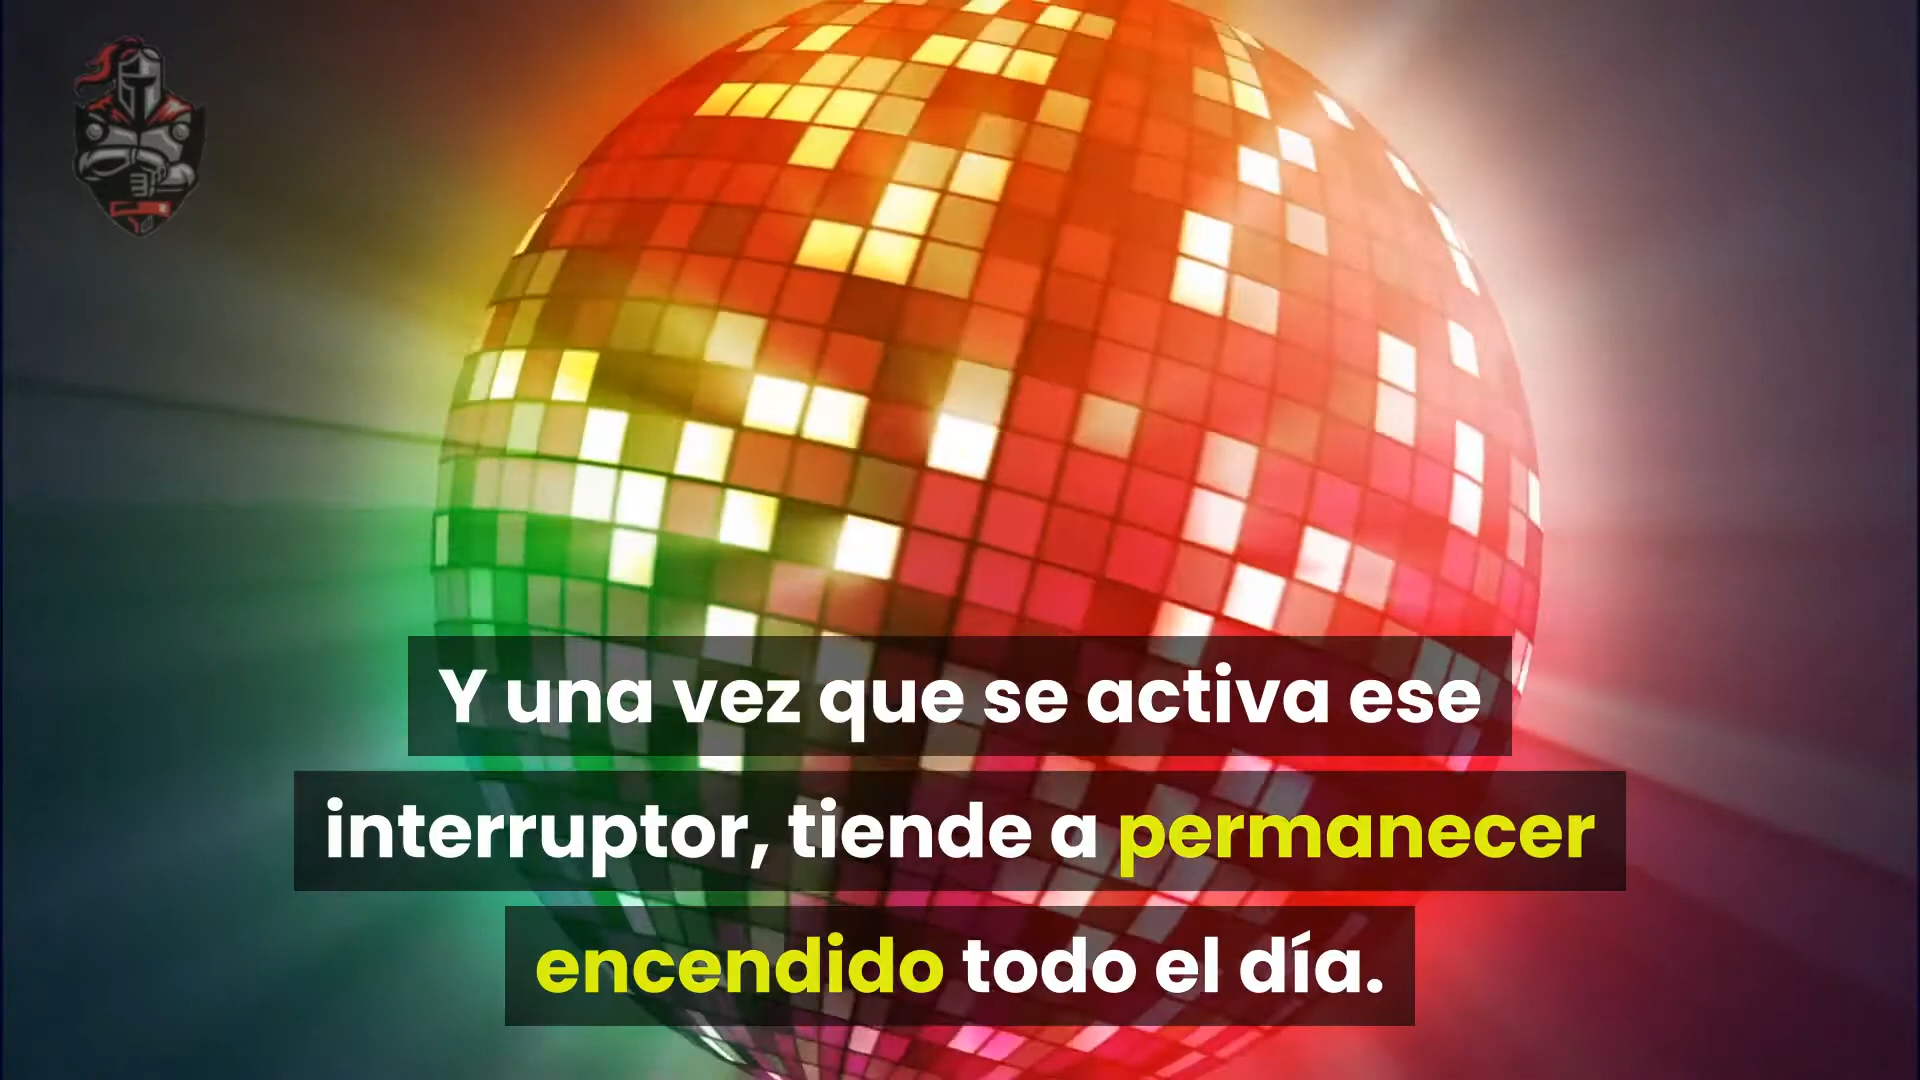 Y una vez que se activa ese
interruptor, tiende a permanecer
encendido todo el día.